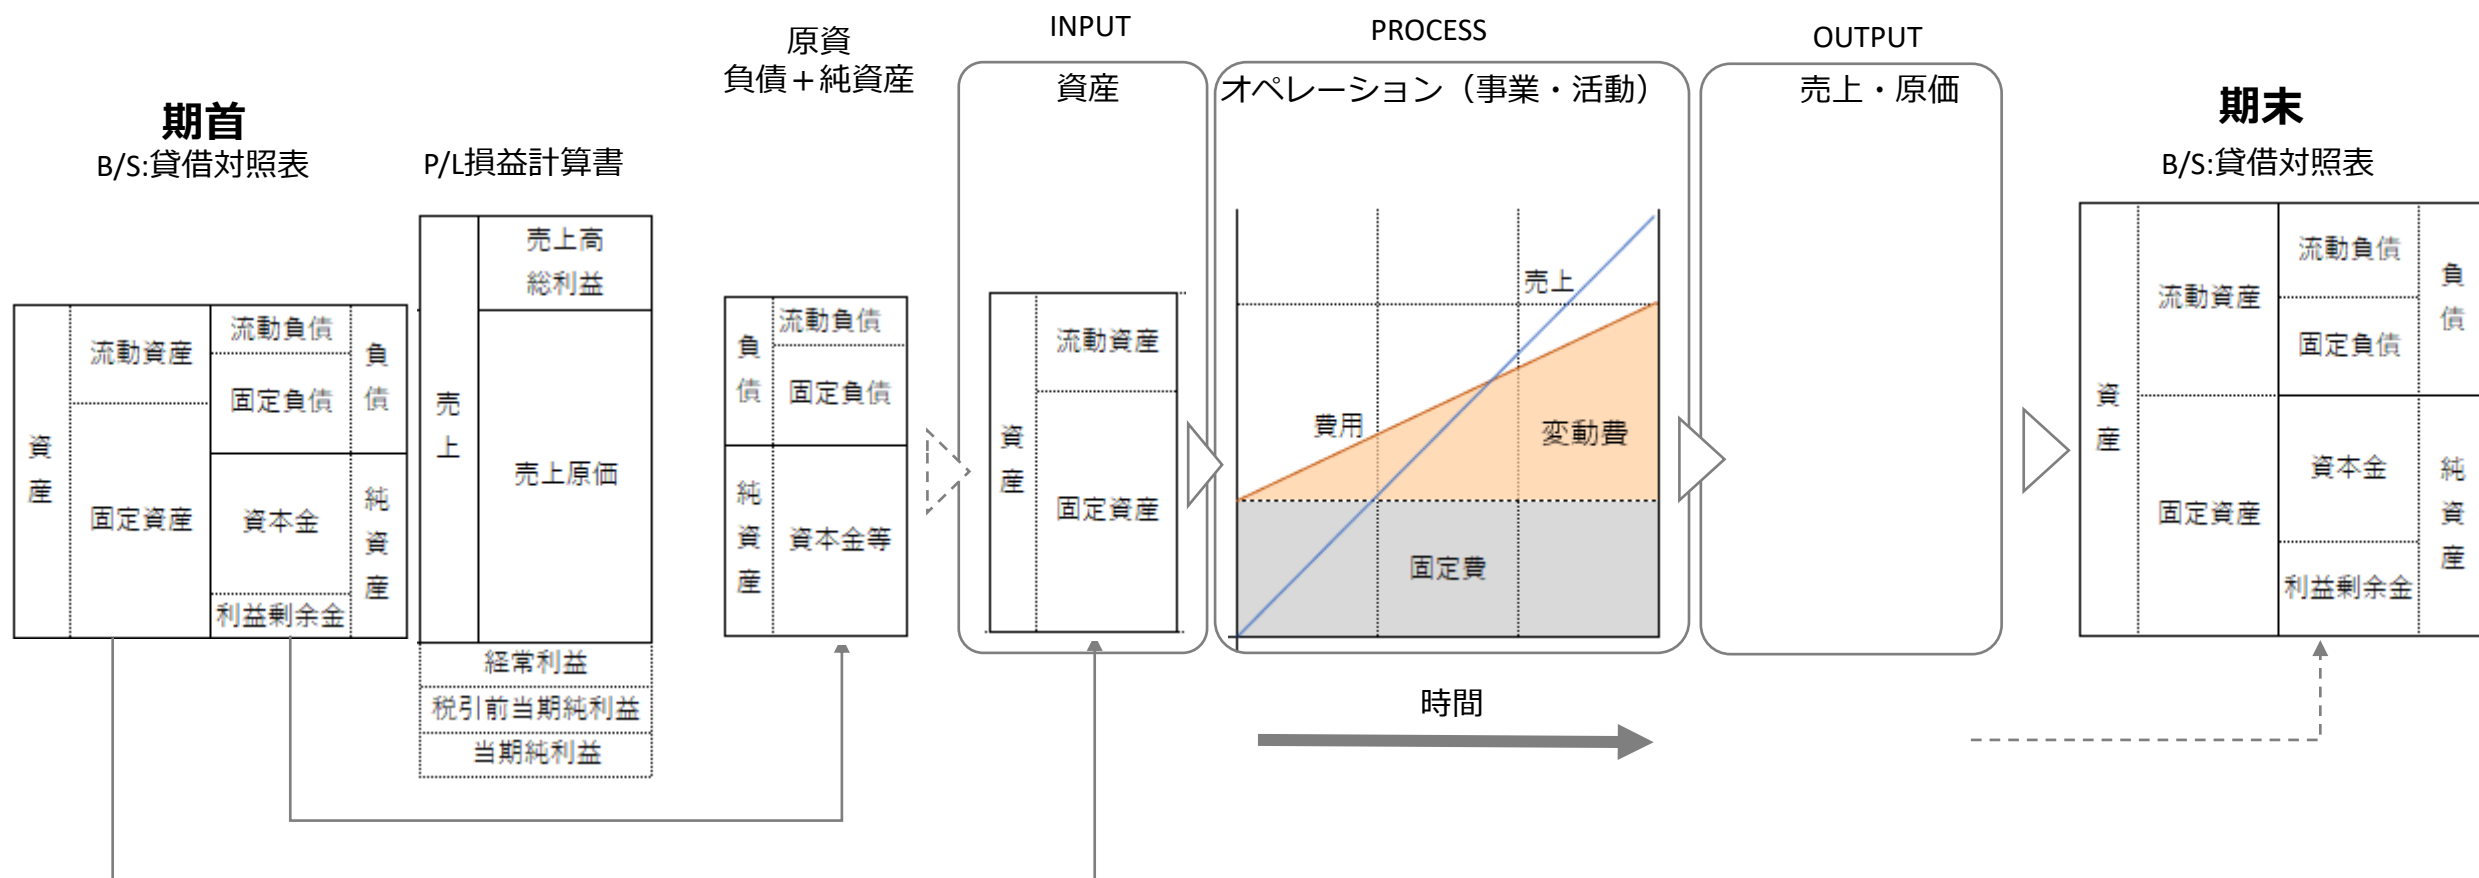 期首
B/S:貸借対照表
資産
流動資産
固定資産
流動負債
固定負債
負債
資本金
利益剰余金
純資産
P/L損益計算書
売上
売上高
総利益
売上原価
経常利益
税引前当期純利益
当期純利益
原資
負債＋純資産
負債
流動負債
固定負債
純資産
資本金等
INPUT
資産
資産
流動資産
固定資産
PROCESS
オペレーション（事業・活動）
売上
費用
変動費
固定費
時間
OUTPUT
売上・原価
期末
B/S:貸借対照表
資産
流動資産
固定資産
流動負債
固定負債
負債
資本金
利益剰余金
純資産